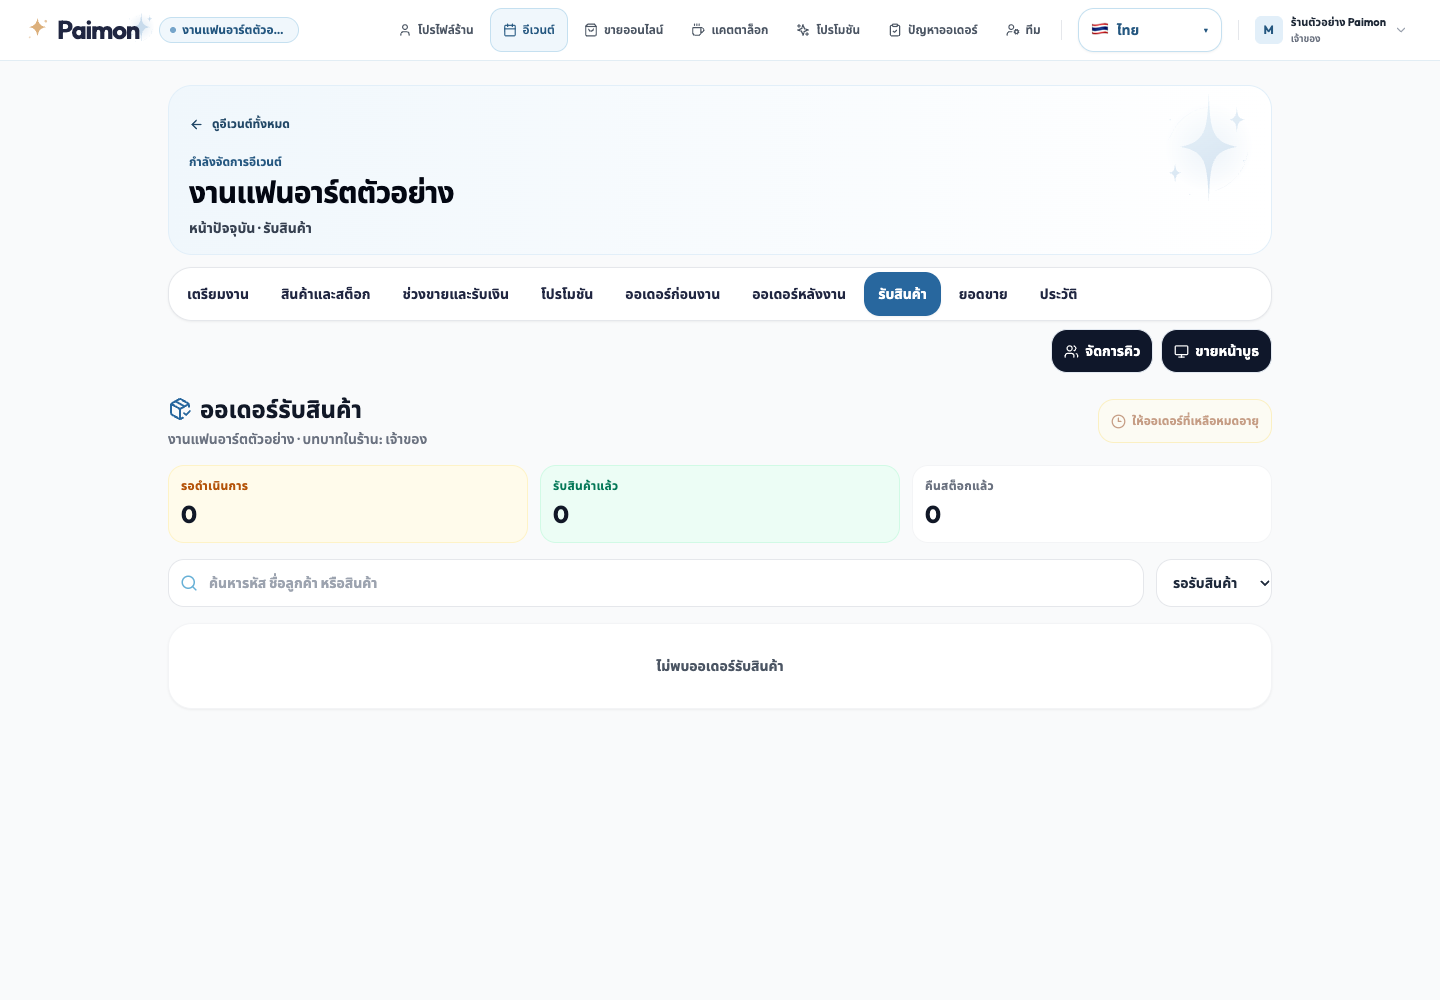 Paimon
งานแฟนอาร์ตตัวอ...
โปรไฟล์ร้าน
อีเวนต์
ขายออนไลน์
แคตตาล็อก
โปรโมชัน
ปัญหาออเดอร์
ทีม
ไทย
M
ร้านตัวอย่าง Paimon
เจ้าของ
ดูอีเวนต์ทั้งหมด
กำลังจัดการอีเวนต์
งานแฟนอาร์ตตัวอย่าง
หน้าปัจจุบัน · รับสินค้า
เตรียมงาน
สินค้าและสต็อก
ช่วงขายและรับเงิน
โปรโมชัน
ออเดอร์ก่อนงาน
ออเดอร์หลังงาน
รับสินค้า
ยอดขาย
ประวัติ
จัดการคิว
ขายหน้าบูธ
ออเดอร์รับสินค้า
งานแฟนอาร์ตตัวอย่าง · บทบาทในร้าน: เจ้าของ
ให้ออเดอร์ที่เหลือหมดอายุ
รอดำเนินการ
0
รับสินค้าแล้ว
0
คืนสต็อกแล้ว
0
ค้นหารหัส ชื่อลูกค้า หรือสินค้า
รอรับสินค้า
ไม่พบออเดอร์รับสินค้า